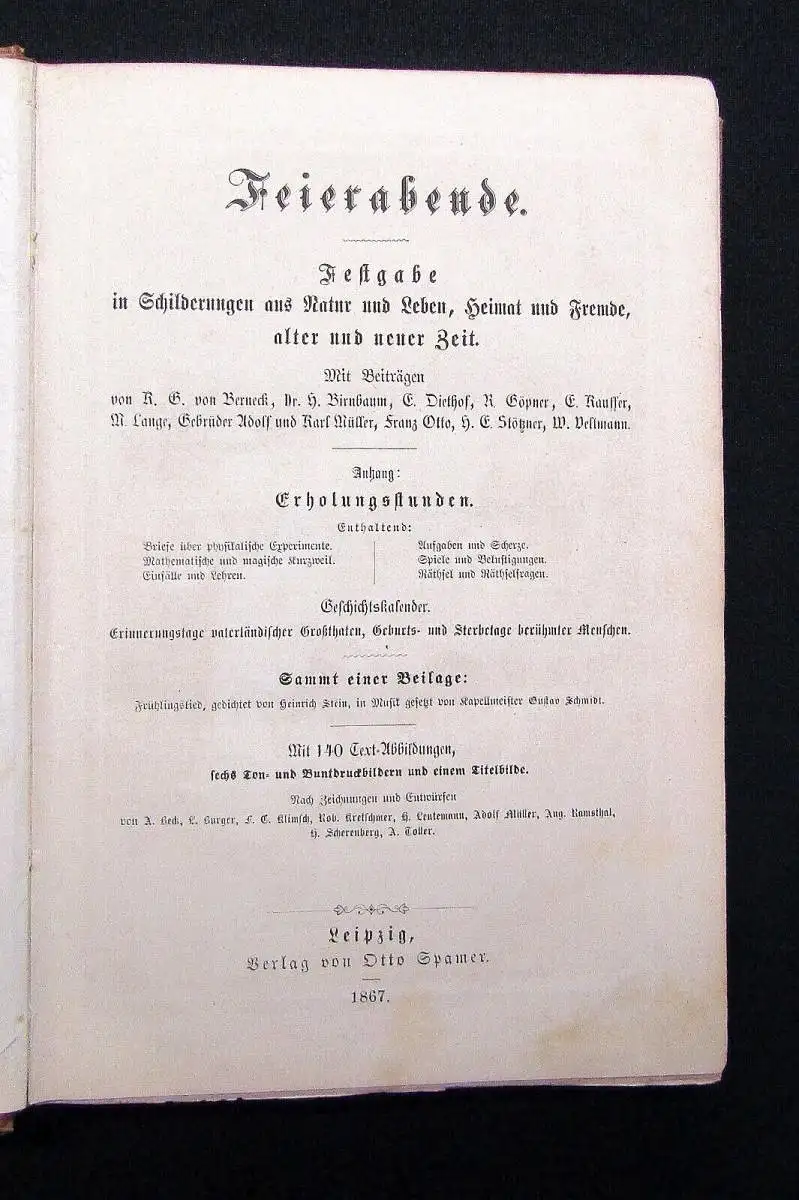 Feierabende.
Festgabe
in Schilderungen aus Natur und Leben, Heimat und Fremde,
alter und neuer Zeit.
Mit Beiträgen
von K. G. von Berneck, Dr. H. Birnbaum, E. Diethof, R. Göpner, E. Kauffer,
M. Lange, Gebrüder Adolf und Karl Müller, Franz Otto, H. E. Stötzner, W. Vellmann.
Anhang:
Erholungsstunden.
Enthaltend:
Briefe über physikalische Experimente.
Mathematische und magische Kurzweil.
Einfälle und Lehren.
Aufgaben und Scherze.
Spiele und Belustigungen.
Räthsel und Räthselfragen.
Geschichtskalender.
Erinnerungstage vaterländischer Großthaten, Geburts- und Sterbetage berühmter Menschen.
Sammt einer Beilage:
Frühlingslied, gedichtet von Heinrich Stein, in Musik gesetzt von Kapellmeister Gustav Schmidt.
Mit 140 Text-Abbildungen,
sechs Ton- und Buntdruckbildern und einem Titelbilde.
Nach Zeichnungen und Entwürfen
von A. Beck, L. Burger, F. C. Klimsch, Rob. Kretschmer, H. Leutemann, Adolf Müller, Aug. Ramsthal,
H. Scherenberg, A. Toller.
Leipzig,
Verlag von Otto Spamer.
1867.